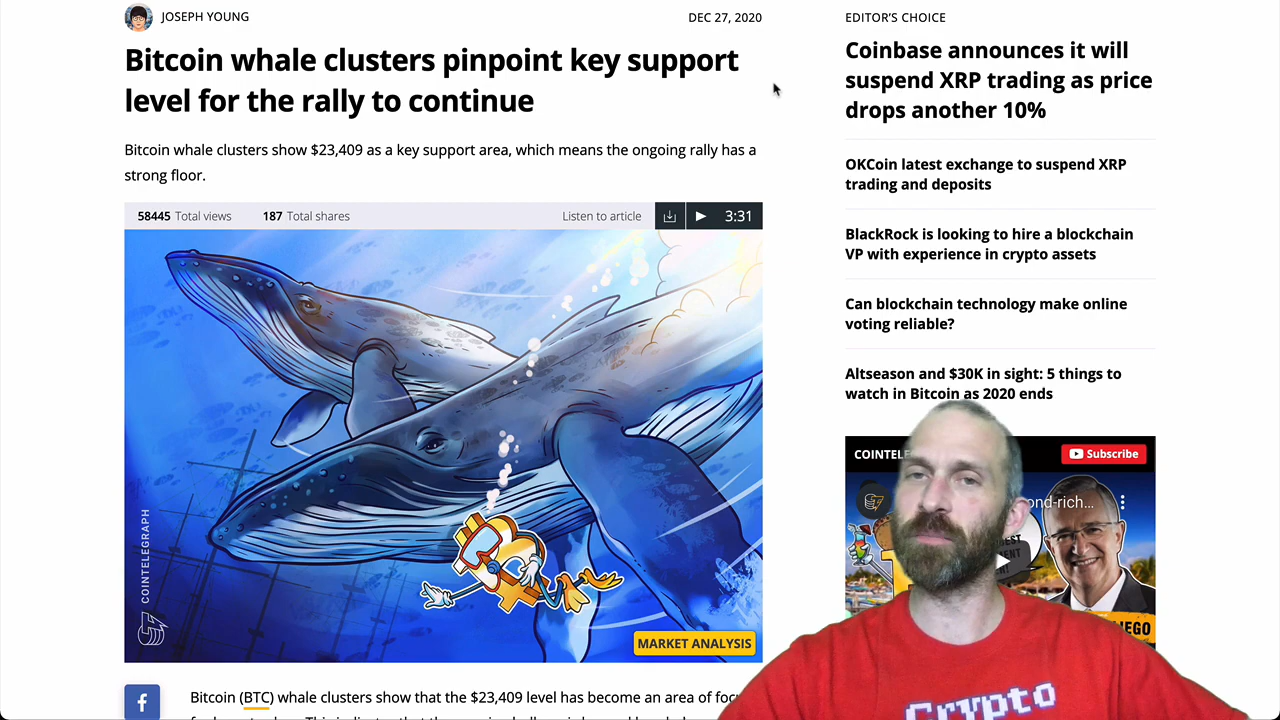 JOSEPH YOUNG
DEC 27, 2020
Bitcoin whale clusters pinpoint key support
level for the rally to continue
Bitcoin whale clusters show $23,409 as a key support area, which means the ongoing rally has a
strong floor.
58445 Total views 187 Total shares Listen to article 3:31
COINTELEGRAPH
MARKET ANALYSIS
Bitcoin (BTC) whale clusters show that the $23,409 level has become an area of
EDITOR'S CHOICE
Coinbase announces it will
suspend XRP trading as price
drops another 10%
OKCoin latest exchange to suspend XRP
trading and deposits
BlackRock is looking to hire a blockchain
VP with experience in crypto assets
Can blockchain technology make online
voting reliable?
Altseason and $30K in sight: 5 things to
watch in Bitcoin as 2020 ends
Subscribe
Crypto